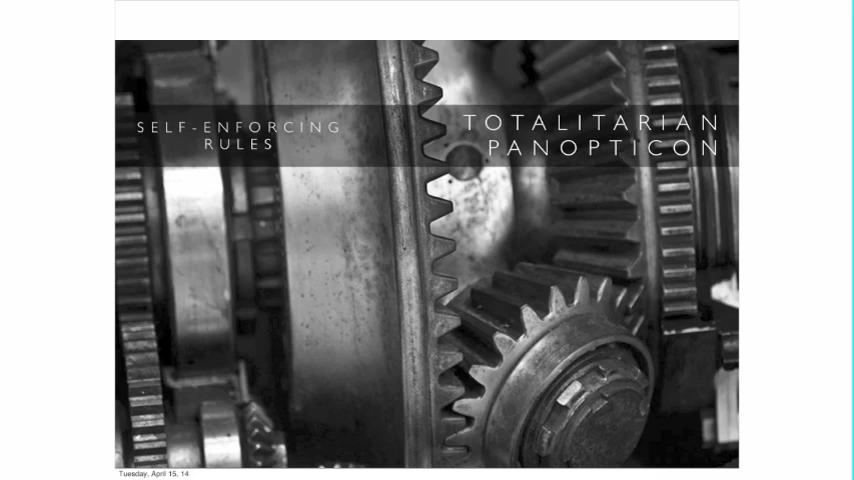 SELF-ENFORCING
RULES
TOTALITARIAN
PANOPTICON
Tuesday, April 15, 14